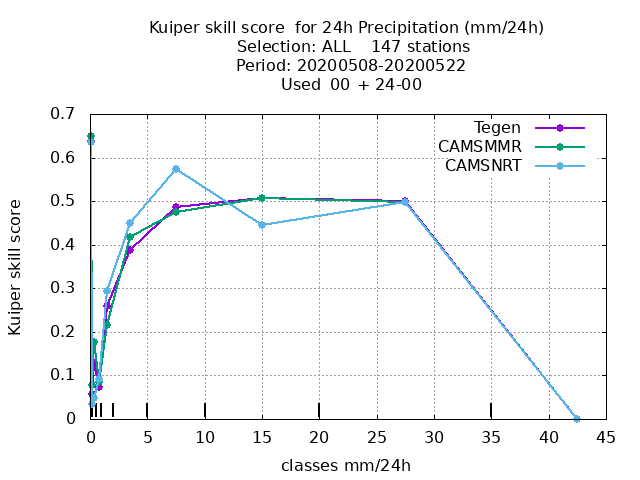 Kuiper skill score  for 24h Precipitation (mm/24h)
Selection: ALL    147 stations
Period: 20200508-20200522
Used  00 + 24-00
Tegen
CAMSMMR
CAMSNRT
Kuiper skill score
0.7
0.6
0.5
0.4
0.3
0.2
0.1
0
0 5 10 15 20 25 30 35 40 45
classes mm/24h